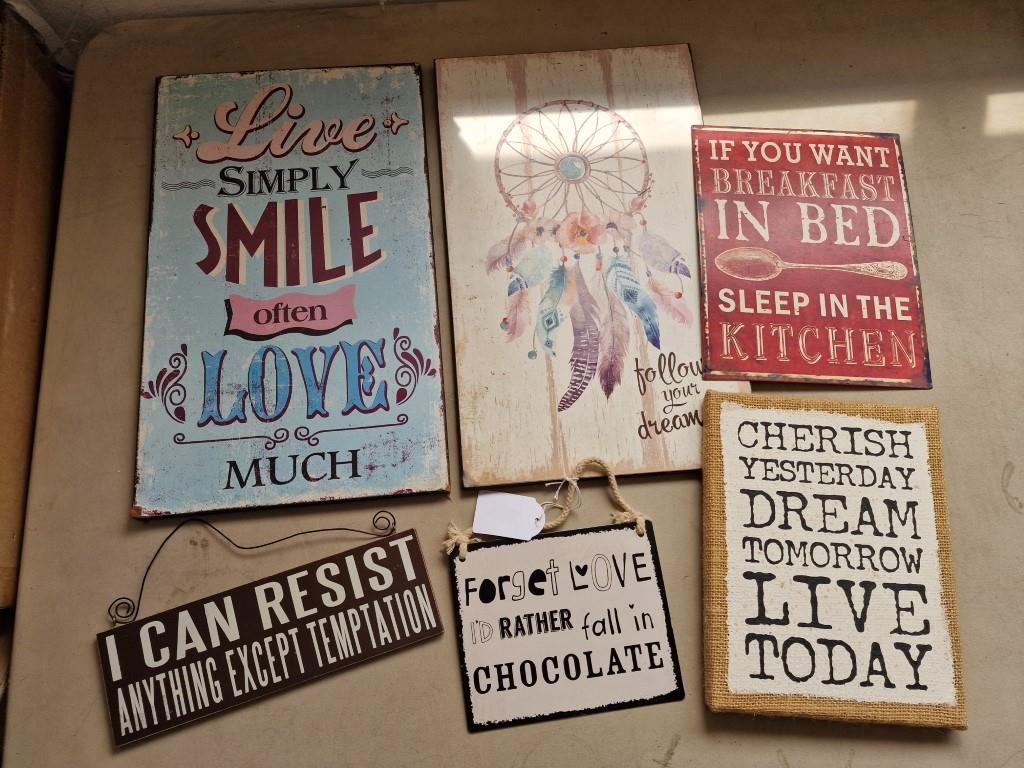 Live
SIMPLY
SMILE
often
LOVE
MUCH
follow
your
dream
IF YOU WANT
BREAKFAST
IN BED
SLEEP IN THE
KITCHEN
I CAN RESIST
ANYTHING EXCEPT TEMPTATION
FORGET LOVE
I'D RATHER fall in
CHOCOLATE
CHERISH
YESTERDAY
DREAM
TOMORROW
LIVE
TODAY